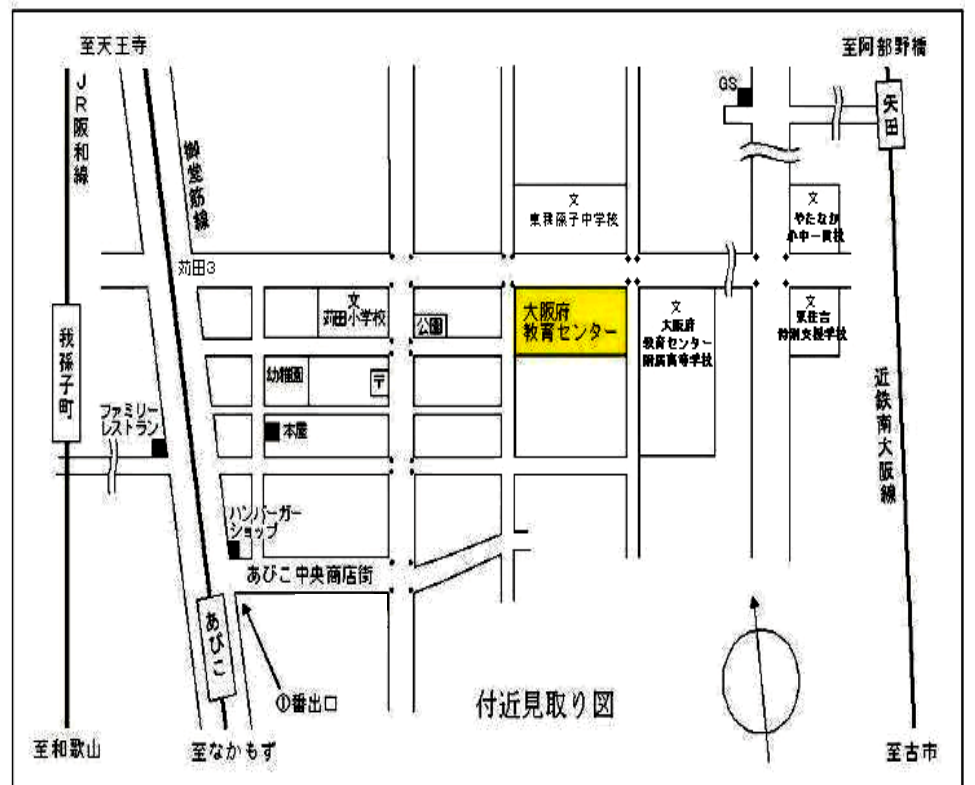 至天王寺
至阿部野橋
JR阪和線
御堂筋線
GS
矢田
文
東我孫子中学校
文
やたなか
小中一貫校
苅田3
文
苅田小学校
公園
大阪府
教育センター
文
大阪府
教育センター
附属高等学校
文
東住吉
特別支援学校
我孫子町
幼稚園
〒
近鉄南大阪線
ファミリー
レストラン
本屋
ハンバーガー
ショップ
あびこ中央商店街
あびこ
①番出口
付近見取り図
至和歌山
至なかもず
至古市